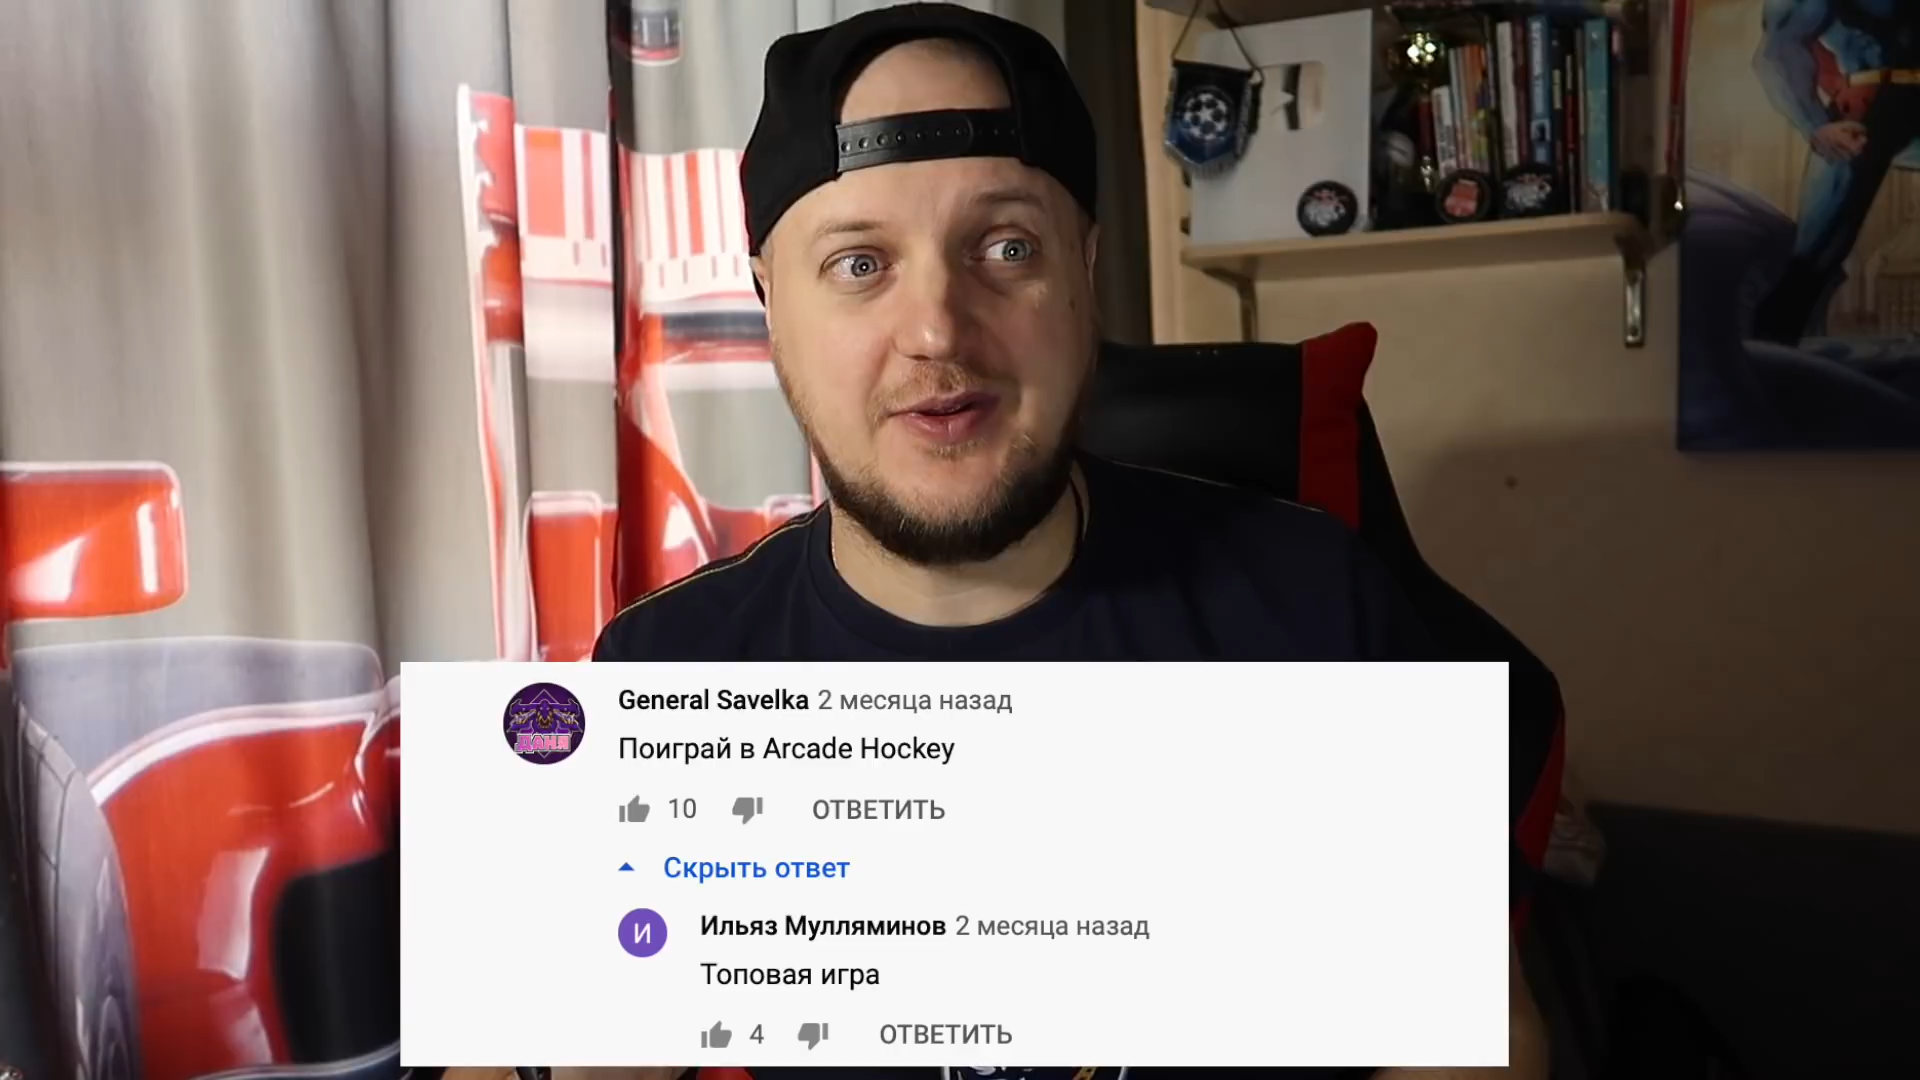 General Savelka 2 месяца назад
Поиграй в Arcade Hockey
10 ОТВЕТИТЬ
Скрыть ответ
И Ильяз Мулляминов 2 месяца назад
Топовая игра
4 ОТВЕТИТЬ
ДАНЯ